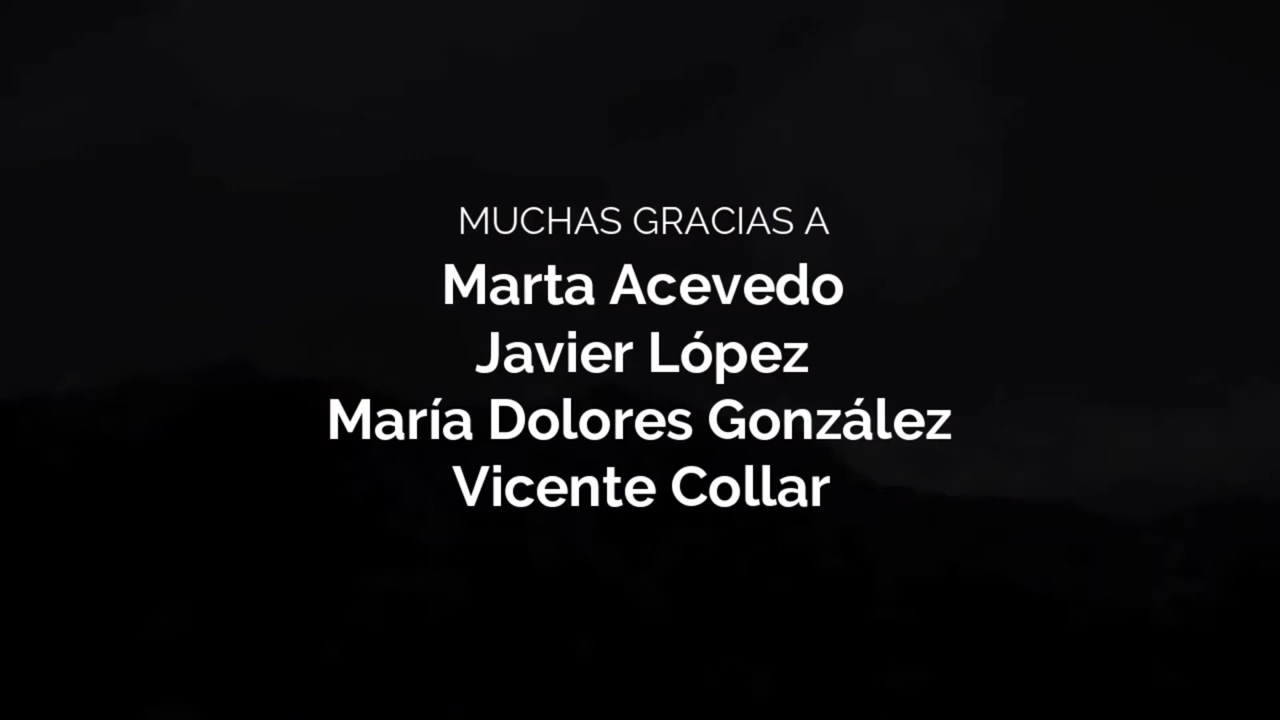 MUCHAS GRACIAS A
Marta Acevedo
Javier López
María Dolores González
Vicente Collar